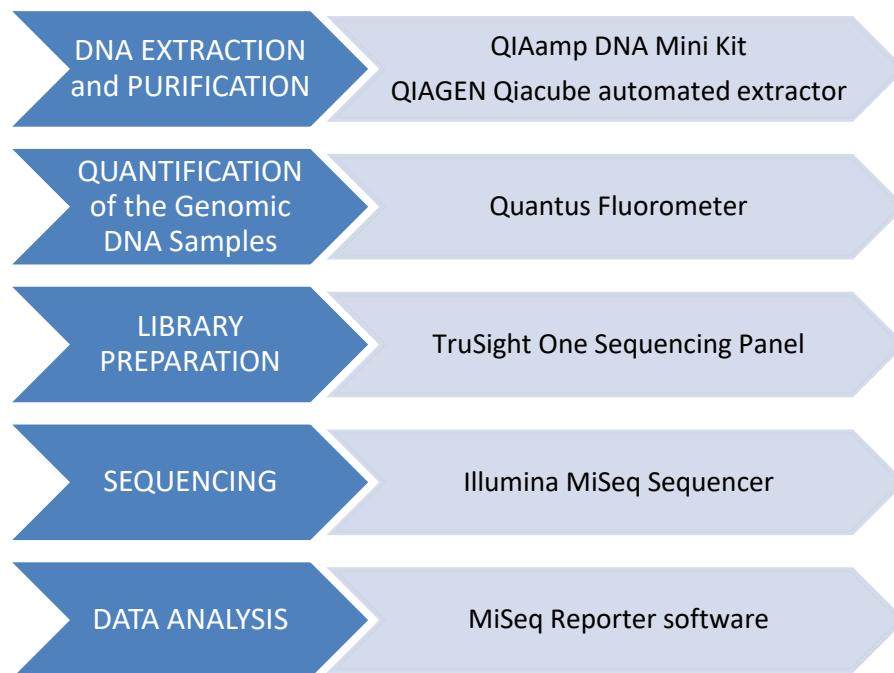 DNA EXTRACTION
and PURIFICATION
QIAamp DNA Mini Kit
QIAGEN Qiacube automated extractor
QUANTIFICATION
of the Genomic
DNA Samples
Quantus Fluorometer
LIBRARY
PREPARATION
TruSight One Sequencing Panel
SEQUENCING
Illumina MiSeq Sequencer
DATA ANALYSIS
MiSeq Reporter software